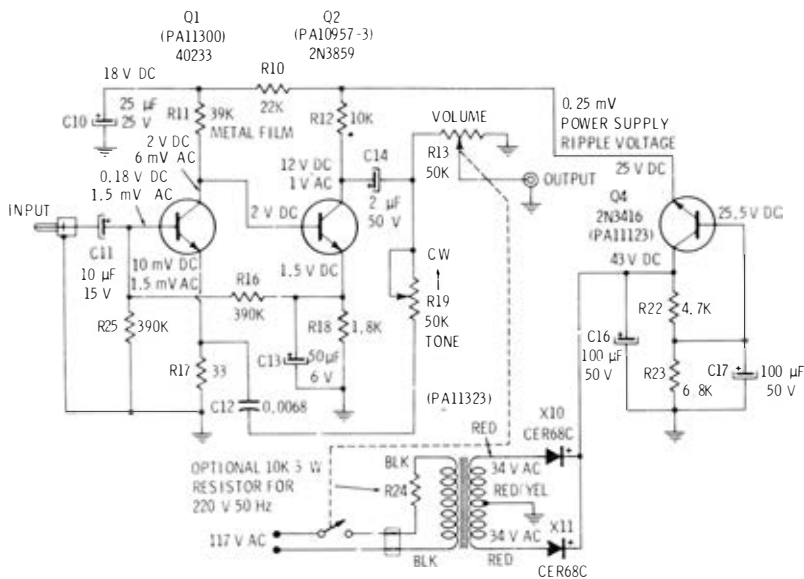 Q1
(PA11300)
40233
Q2
(PA10957-3)
2N3859
18 V DC
R10
22K
25 µF
25 V
C10
R11
39K
METAL FILM
R12
10K
VOLUME
R13
50K
0.25 mV
POWER SUPPLY
RIPPLE VOLTAGE
25 V DC
2 V DC
6 mV AC
0.18 V DC
1.5 mV AC
12 V DC
1 V AC
C14
2 µF
50 V
OUTPUT
Q4
2N3416
(PA11123)
25.5 V DC
43 V DC
INPUT
C11
10 µF
15 V
2 V DC
10 mV DC
1.5 mV AC
1.5 V DC
CW
R19
50K
TONE
R16
390K
R25
390K
R18
1.8K
C13
50 µF
6 V
R17
33
C12
0.0068
R22
4.7K
C16
100 µF
50 V
R23
6.8K
C17
100 µF
50 V
(PA11323)
X10
CER68C
RED
34 V AC
BLK
RED/YEL
OPTIONAL 10K W
RESISTOR FOR
220 V 50 Hz
R24
117 V AC
BLK
34 V AC
RED
X11
CER68C